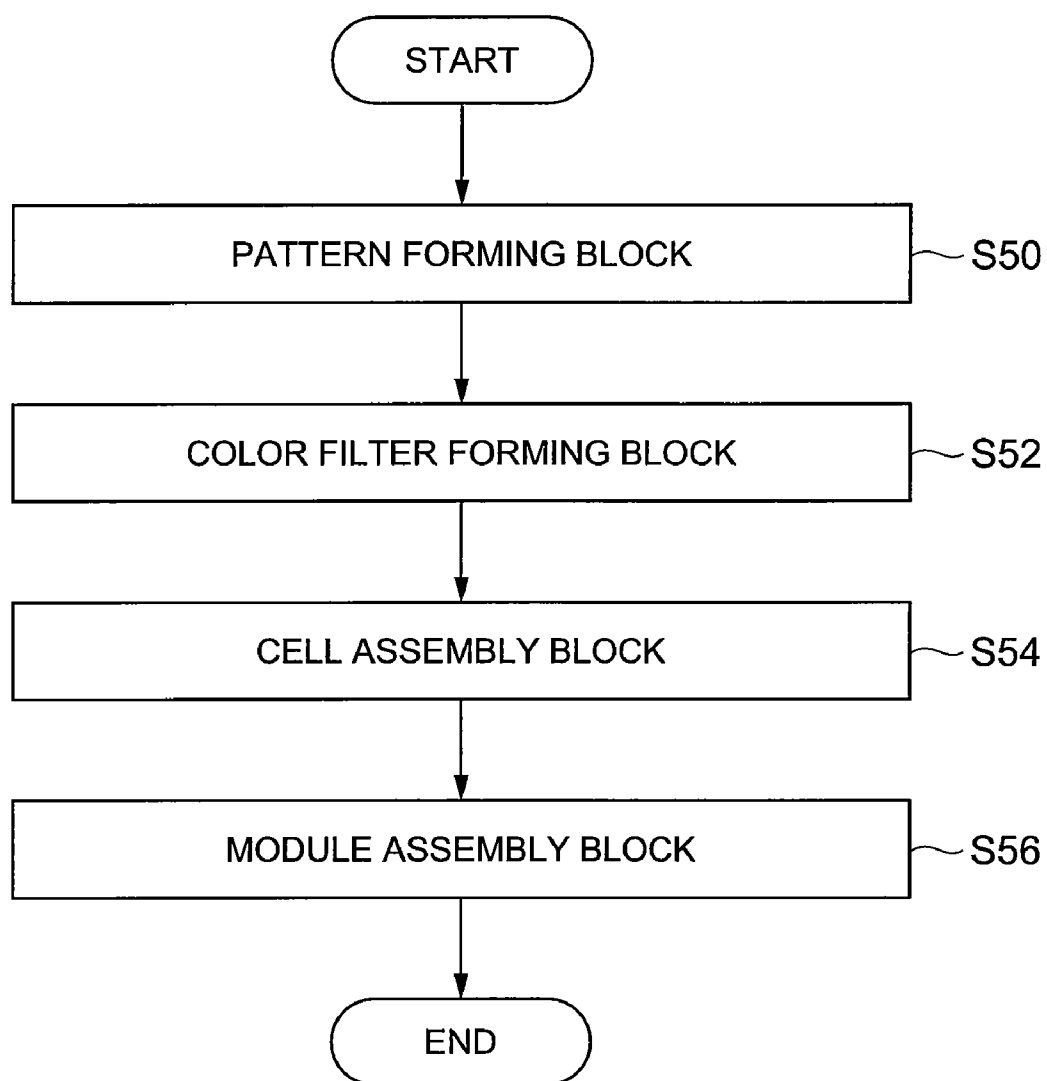 START
PATTERN FORMING BLOCK
S50
COLOR FILTER FORMING BLOCK
S52
CELL ASSEMBLY BLOCK
S54
MODULE ASSEMBLY BLOCK
S56
END